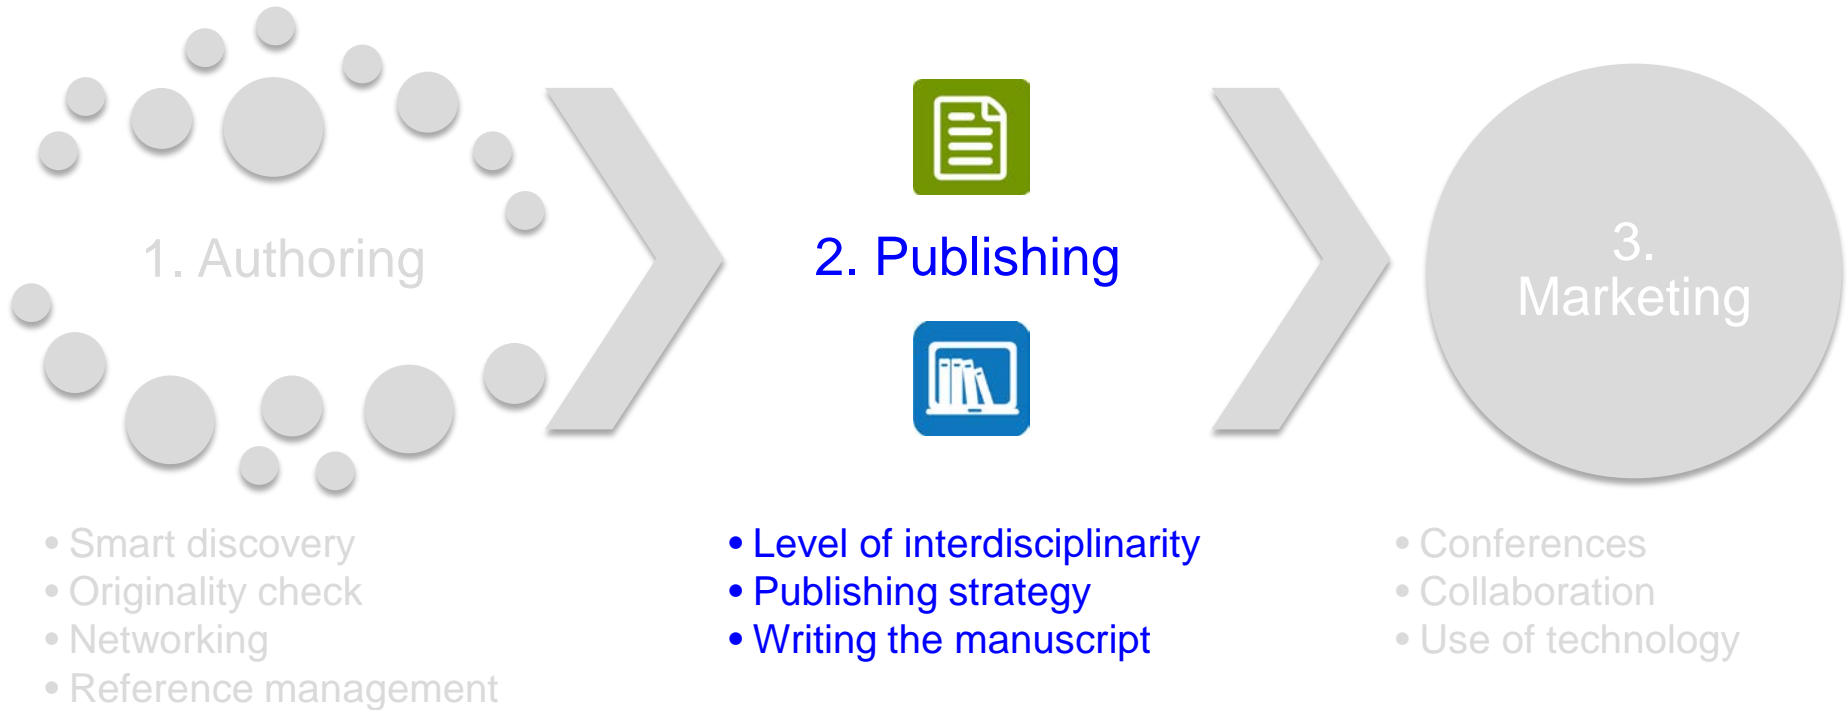 1. Authoring
2. Publishing
3.
Marketing
• Smart discovery
• Originality check
• Networking
• Reference management
• Level of interdisciplinarity
• Publishing strategy
• Writing the manuscript
• Conferences
• Collaboration
• Use of technology